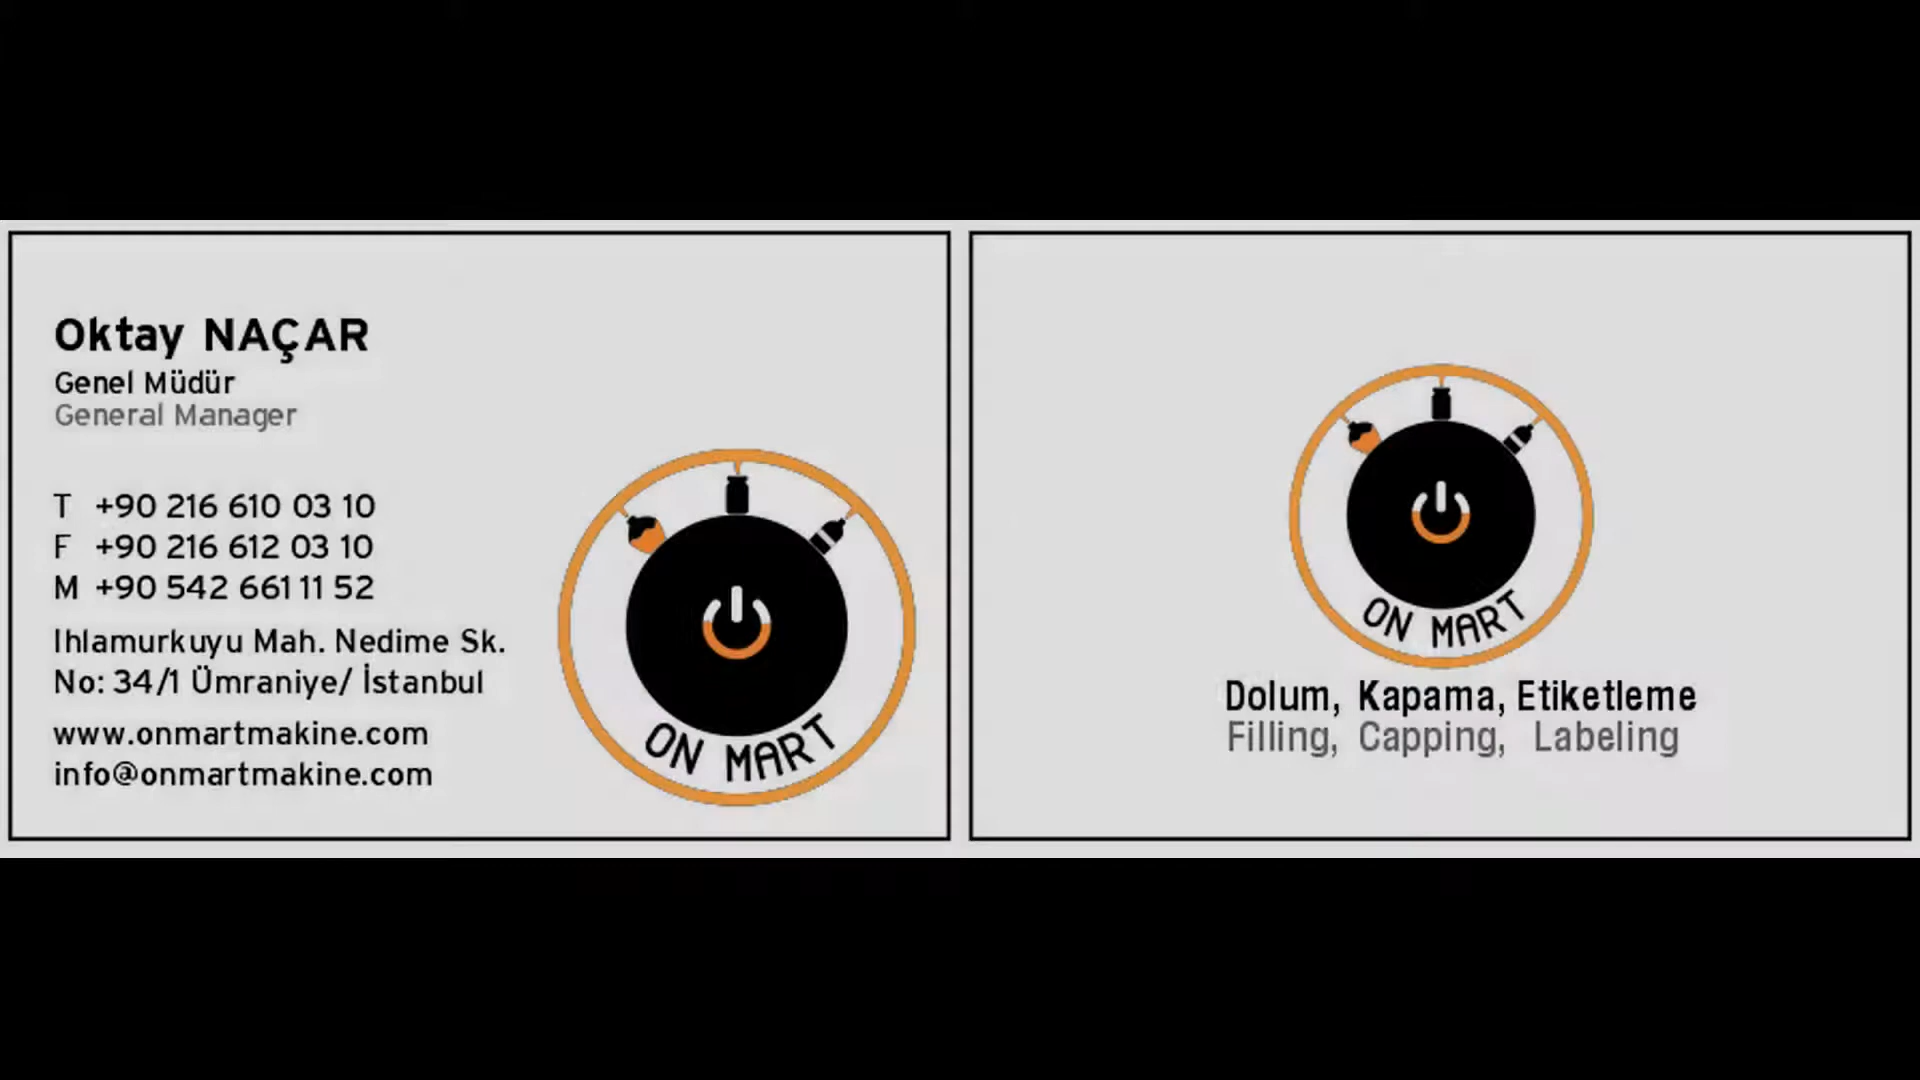 Oktay NAÇAR
Genel Müdür
General Manager
T +90 216 610 03 10
F +90 216 612 03 10
M +90 542 661 11 52
Ihlamurkuyu Mah. Nedime Sk.
No: 34/1 Ümraniye/ İstanbul
www.onmartmakine.com
info@onmartmakine.com
ON MART
ON MART
Dolum, Kapama, Etiketleme
Filling, Capping, Labeling